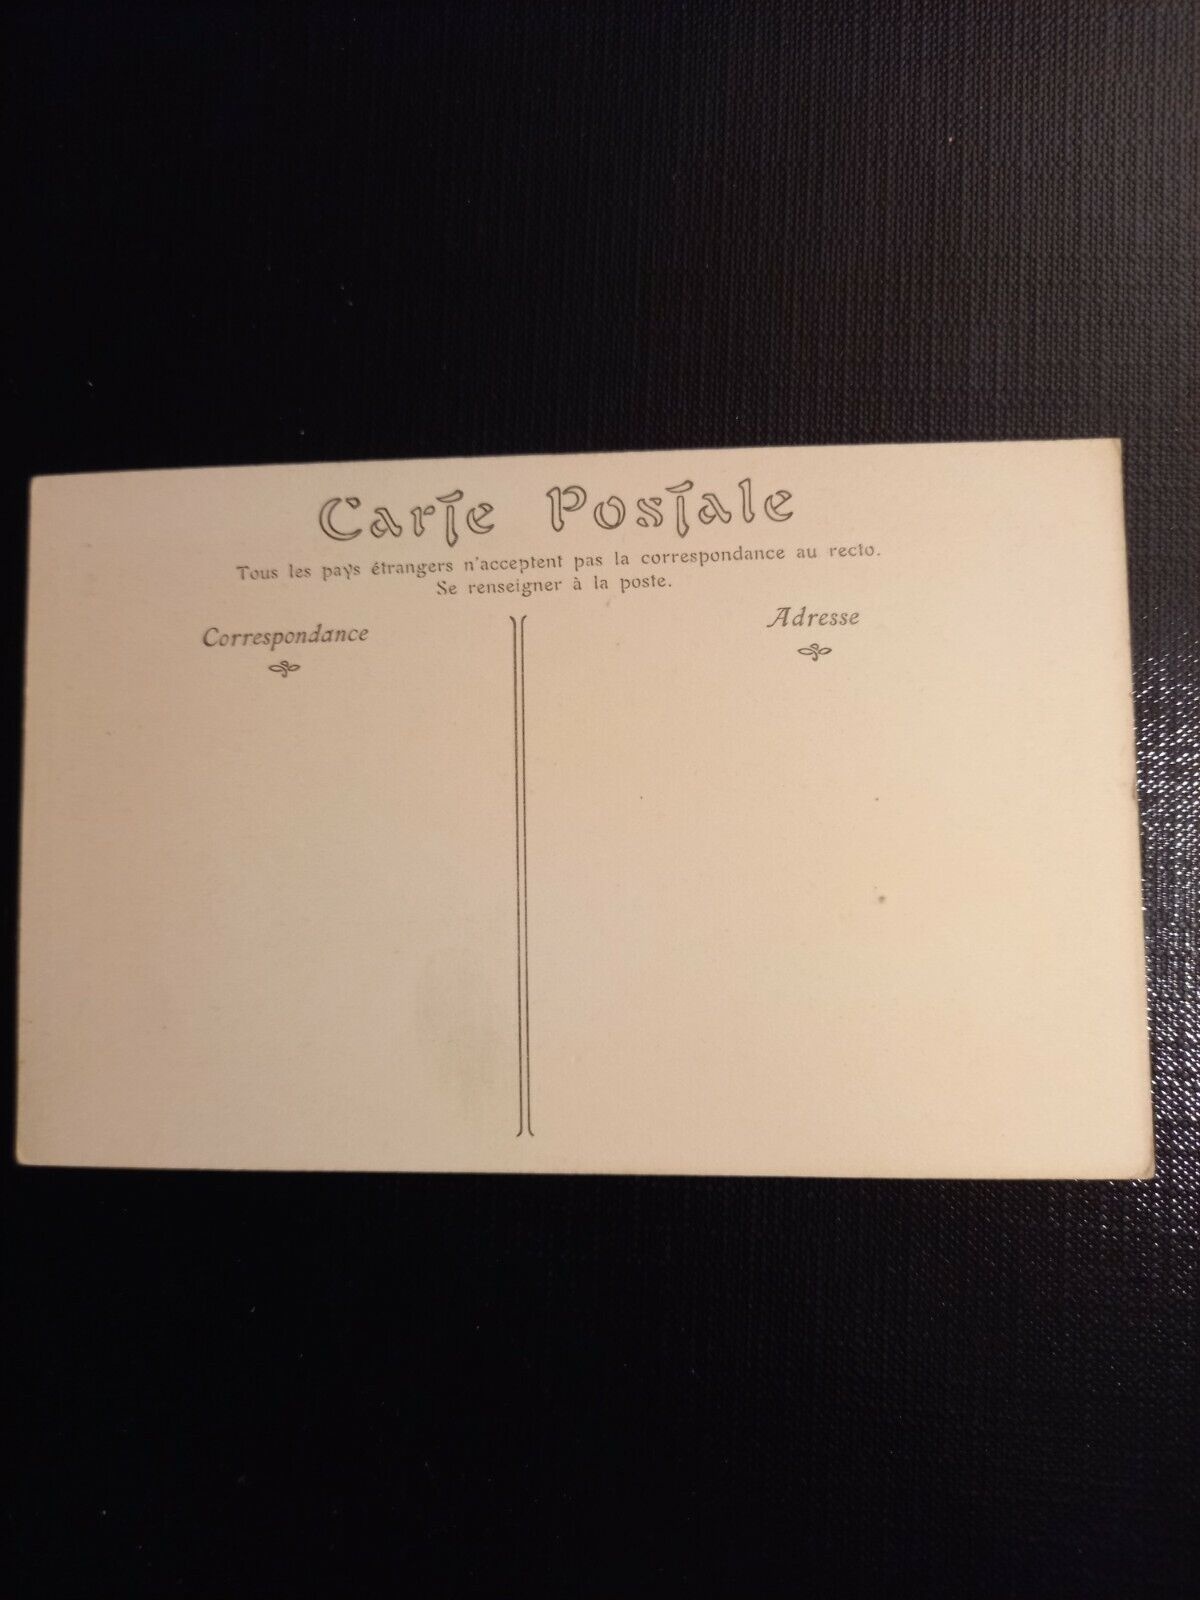 Carte Postale
Tous les pays étrangers n'acceptent pas la correspondance au recto.
Se renseigner à la poste.
Correspondance
Adresse